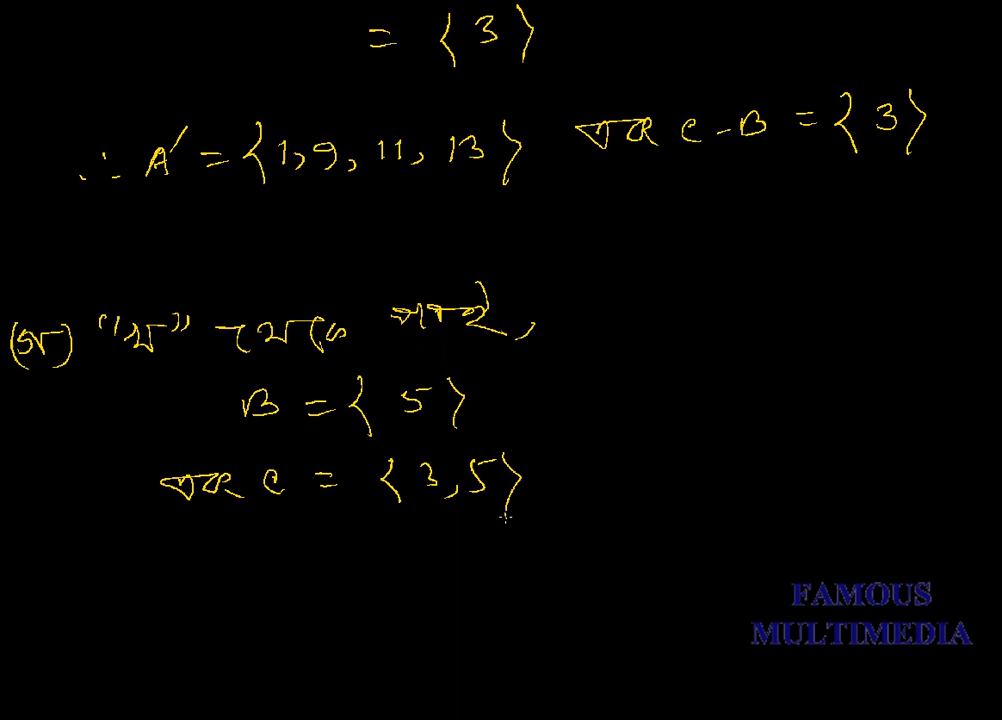 = {3}
∴ A′ = {1, 9, 11, 13} এবং C - B = {3}
(গ) "খ" থেকে পাই,
B = {5}
এবং C = {3, 5}
FAMOUS
MULTIMEDIA